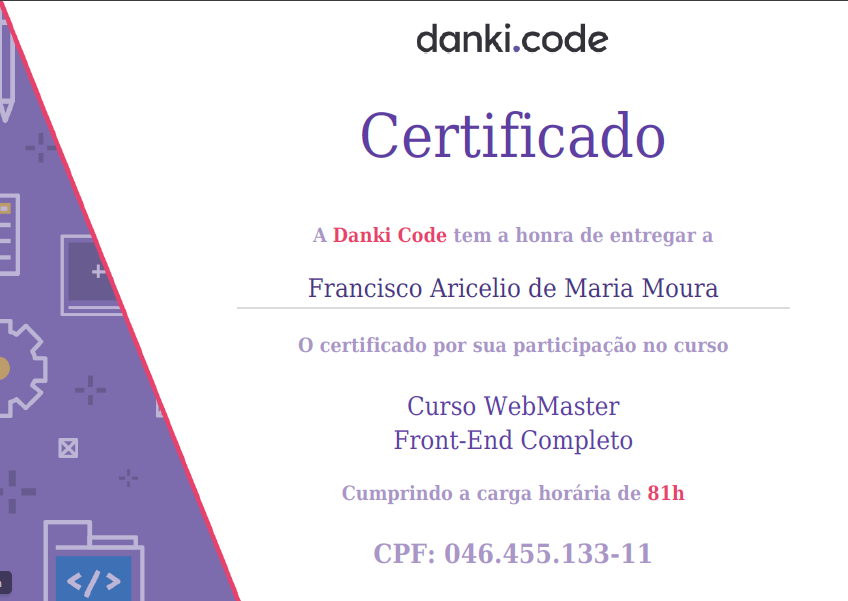 danki.code
Certificado
A Danki Code tem a honra de entregar a
Francisco Aricelio de Maria Moura
O certificado por sua participação no curso
Curso WebMaster
Front-End Completo
Cumprindo a carga horária de 81h
CPF: 046.455.133-11